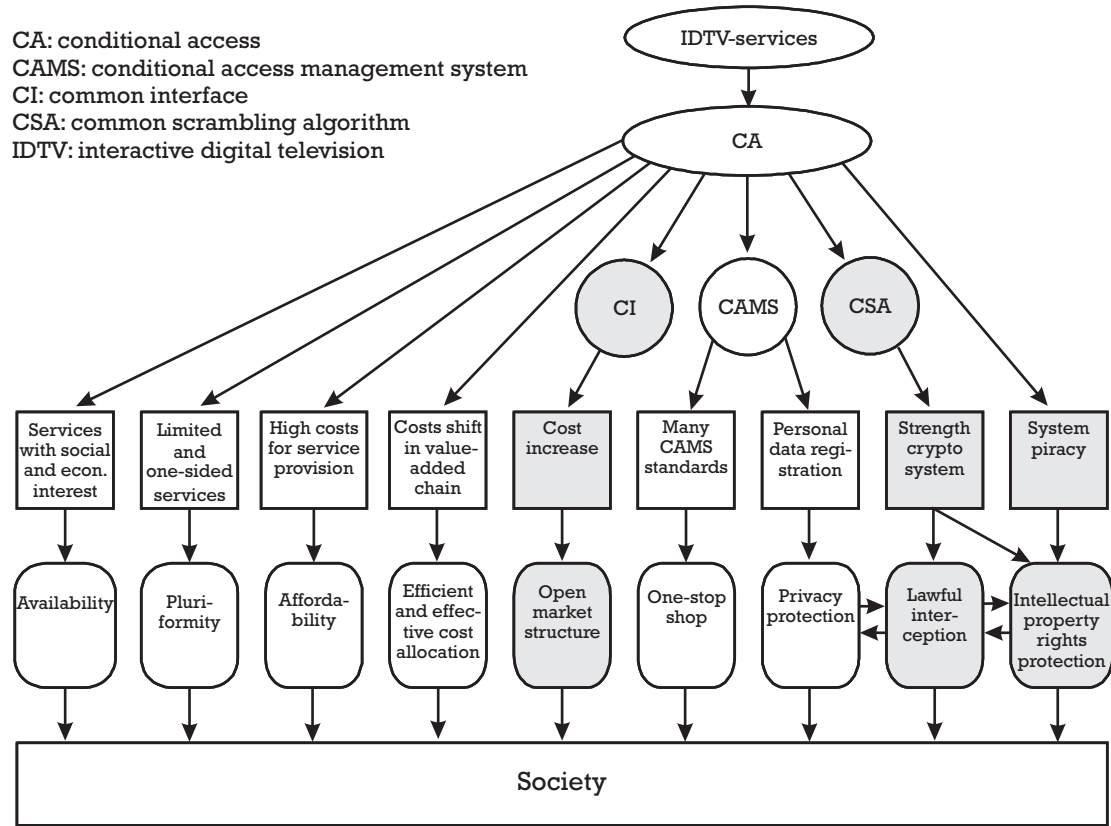 CA: conditional access
CAMS: conditional access management system
CI: common interface
CSA: common scrambling algorithm
IDTV: interactive digital television
IDTV-services
CA
CI
CAMS
CSA
Services
with social
and econ.
interest
Limited
and
one-sided
services
High costs
for service
provision
Costs shift
in value-
added
chain
Cost
increase
Many
CAMS
standards
Personal
data regi-
stration
Strength
crypto
system
System
piracy
Availability
Pluri-
formity
Afforda-
bility
Efficient
and effec-
tive cost
allocation
Open
market
structure
One-stop
shop
Privacy
protection
Lawful
inter-
ception
Intellectual
property
rights
protection
Society